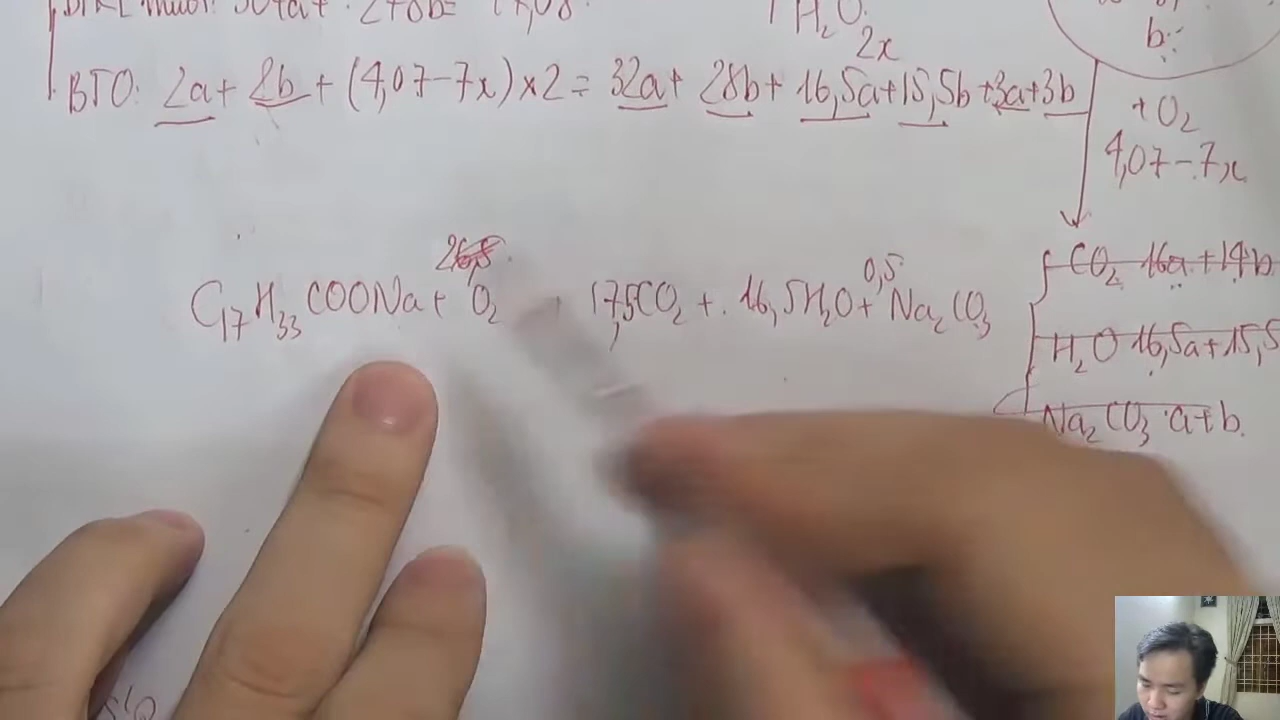 BTKL muối: 304a + 278b = 17,08
H₂O.
2x
b:
BTO: 2a + 2b + (4,07-7x)×2 = 32a + 28b + 16,5a+15,5b+3a+3b
+ O₂
4,07-7x
C₁₇H₃₃COONa + O₂ 17,5CO₂ + 16,5H₂O + 0,5 Na₂CO₃
CO₂ 16a + 14b
H₂O 16,5a+15,5
Na₂CO₃ a+b.